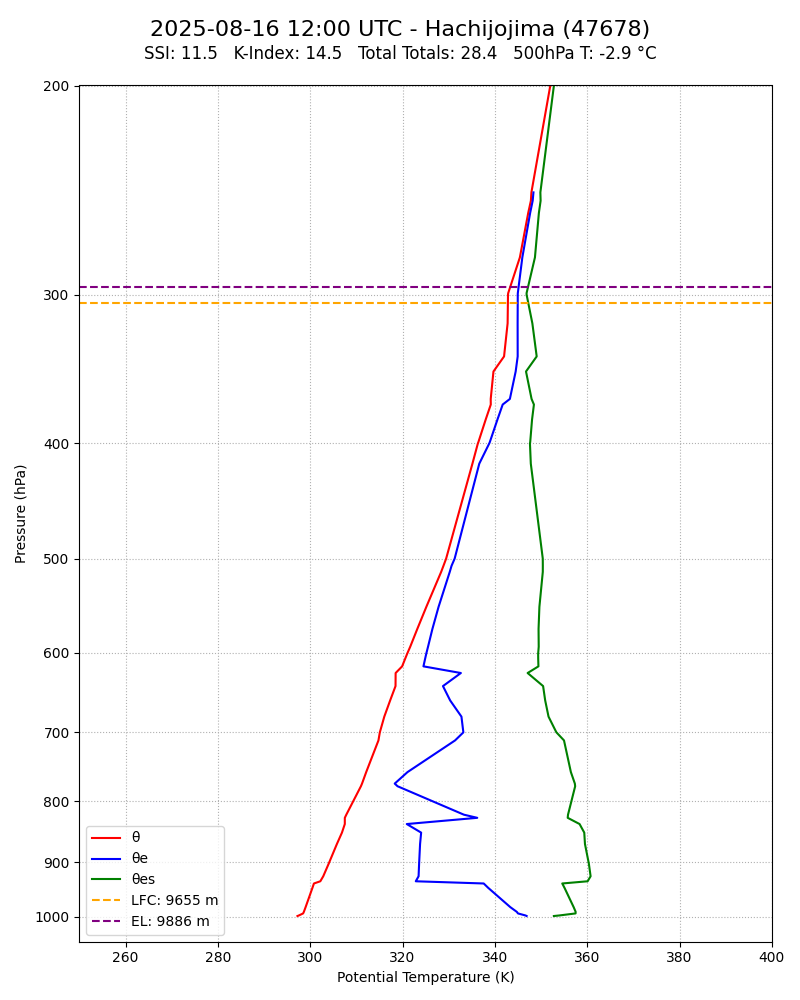 2025-08-16 12:00 UTC - Hachijojima (47678)
SSI: 11.5 K-Index: 14.5 Total Totals: 28.4 500hPa T: -2.9 °C
200
300
400
500
600
700
800
900
1000
Pressure (hPa)
θ
θe
θes
LFC: 9655 m
EL: 9886 m
260 280 300 320 340 360 380 400
Potential Temperature (K)